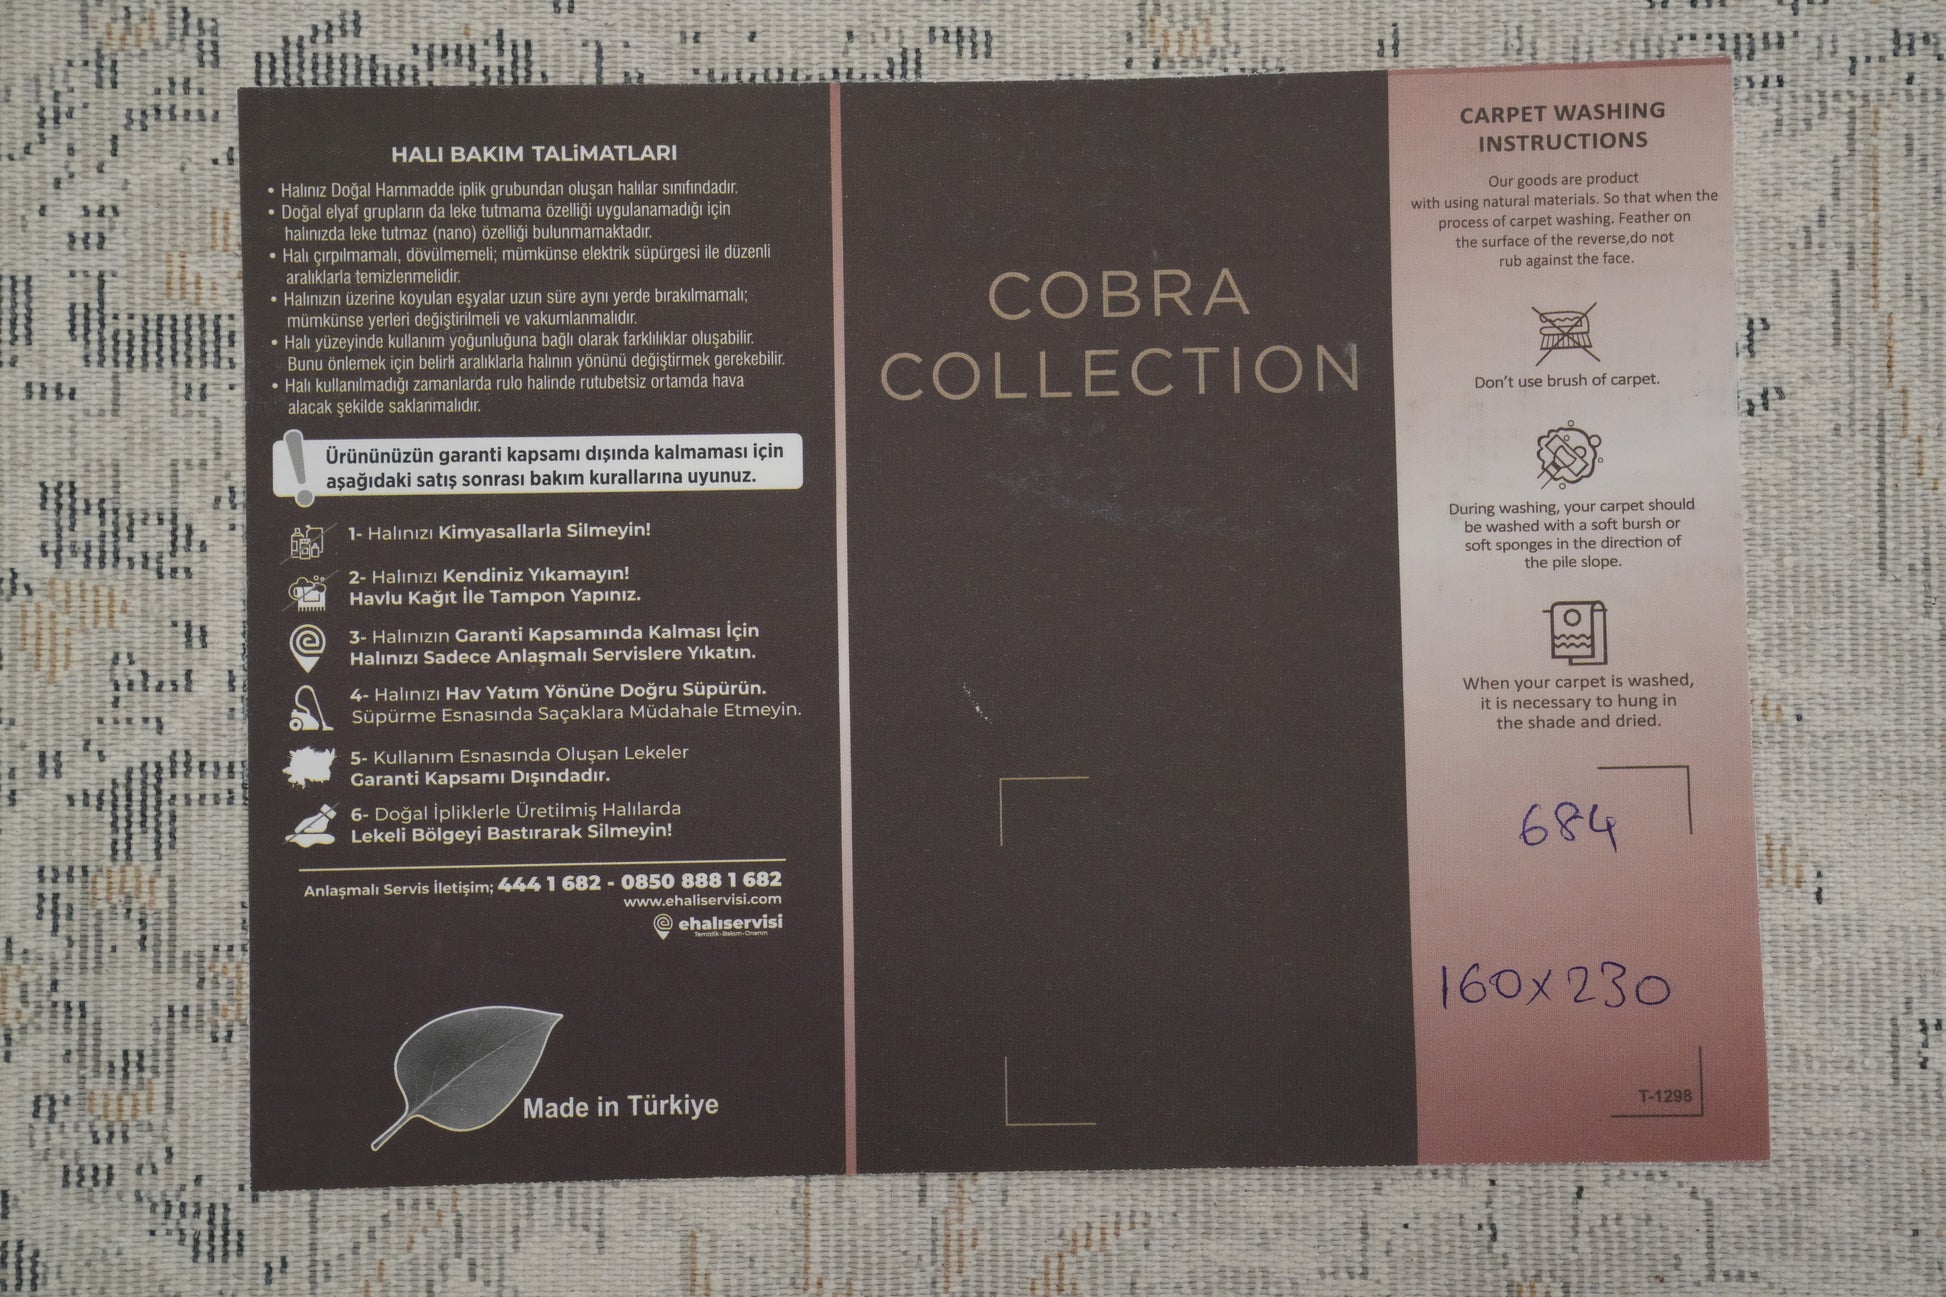 HALI BAKIM TALiMATLARI
• Halınız Doğal Hammadde iplik grubundan oluşan halılar sınıfındadır.
• Doğal elyaf grupların da leke tutmama özelliği uygulanamadığı için
halınızda leke tutmaz (nano) özelliği bulunmamaktadır.
• Halı çırpılmamalı, dövülmemeli; mümkünse elektrik süpürgesi ile düzenli
aralıklarla temizlenmelidir.
• Halınızın üzerine koyulan eşyalar uzun süre aynı yerde bırakılmamalı;
mümkünse yerleri değiştirilmeli ve vakumlanmalıdır.
• Halı yüzeyinde kullanım yoğunluğuna bağlı olarak farklılıklar oluşabilir.
Bunu önlemek için belirli aralıklarla halının yönünü değiştirmek gerekebilir.
• Halı kullanılmadığı zamanlarda rulo halinde rutubetsiz ortamda hava
alacak şekilde saklanmalıdır.
Ürününüzün garanti kapsamı dışında kalmaması için
aşağıdaki satış sonrası bakım kurallarına uyunuz.
1- Halınızı Kimyasallarla Silmeyin!
2- Halınızı Kendiniz Yıkamayın!
Havlu Kağıt İle Tampon Yapınız.
3- Halınızın Garanti Kapsamında Kalması İçin
Halınızı Sadece Anlaşmalı Servislere Yıkatın.
4- Halınızı Hav Yatım Yönüne Doğru Süpürün.
Süpürme Esnasında Saçaklara Müdahale Etmeyin.
5- Kullanım Esnasında Oluşan Lekeler
Garanti Kapsamı Dışındadır.
6- Doğal İpliklerle Üretilmiş Halılarda
Lekeli Bölgeyi Bastırarak Silmeyin!
Anlaşmalı Servis İletişim; 444 1 682 - 0850 888 1 682
www.ehaliservisi.com
ehalıservisi
Temizlik-Bakım-Onarım
Made in Türkiye
COBRA
COLLECTION
CARPET WASHING
INSTRUCTIONS
Our goods are product
with using natural materials. So that when the
process of carpet washing. Feather on
the surface of the reverse,do not
rub against the face.
Don't use brush of carpet.
During washing, your carpet should
be washed with a soft bursh or
soft sponges in the direction of
the pile slope.
When your carpet is washed,
it is necessary to hung in
the shade and dried.
684
160x230
T-1298